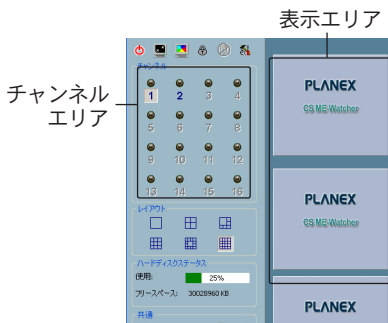 表示エリア
チャンネル
エリア
チャンネル
1 2 3 4
5 6 7 8
9 10 11 12
13 14 15 16
レイアウト
ハードディスクステータス
使用: 25%
フリースペース: 30028960 KB
共通
PLANEX
CS ME-Watcher
PLANEX
CS ME-Watcher
PLANEX